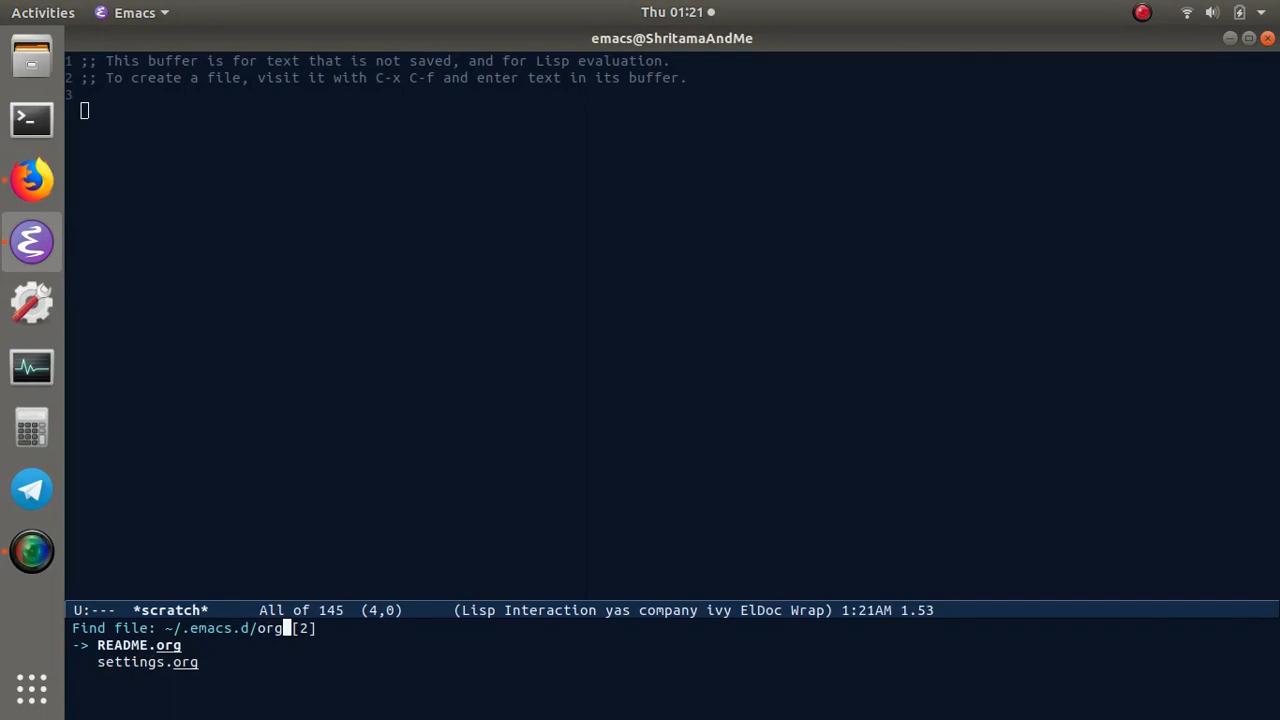 Activities Emacs Thu 01:21
emacs@ShritamaAndMe
1 ;; This buffer is for text that is not saved, and for Lisp evaluation.
2 ;; To create a file, visit it with C-x C-f and enter text in its buffer.
3
U:--- *scratch* All of 145 (4,0) (Lisp Interaction yas company ivy ElDoc Wrap) 1:21AM 1.53
Find file: ~/.emacs.d/org [2]
-> README.org
settings.org